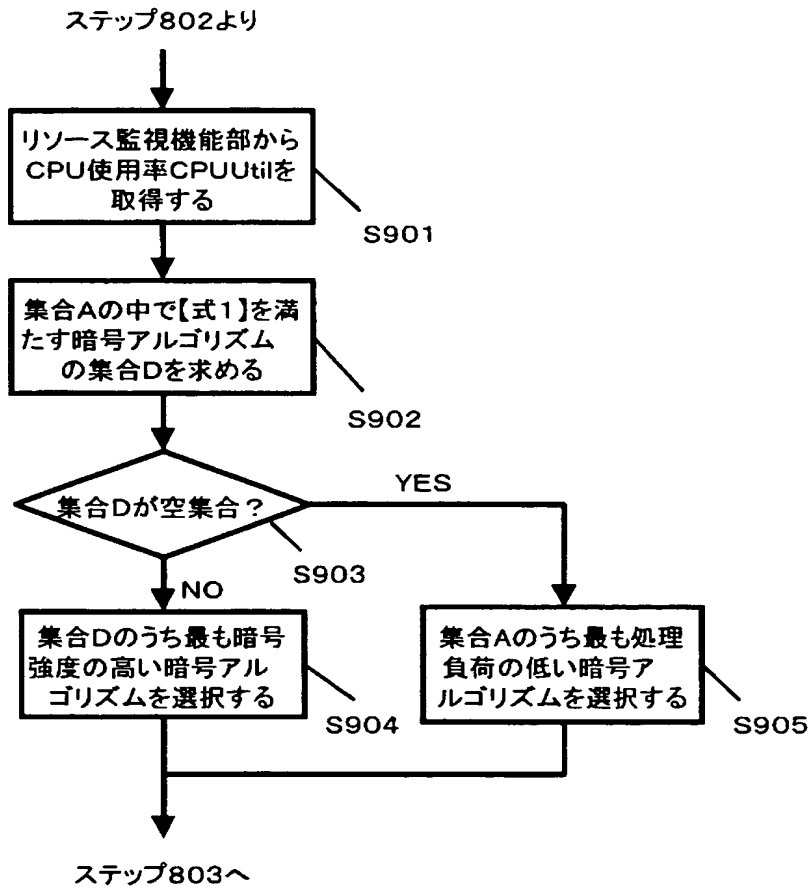 ステップ802より
リソース監視機能部から
CPU使用率CPUUtilを
取得する
S901
集合Aの中で【式1】を満
たす暗号アルゴリズム
の集合Dを求める
S902
集合Dが空集合？
YES
S903
NO
集合Dのうち最も暗号
強度の高い暗号アル
ゴリズムを選択する
S904
集合Aのうち最も処理
負荷の低い暗号ア
ルゴリズムを選択する
S905
ステップ803へ